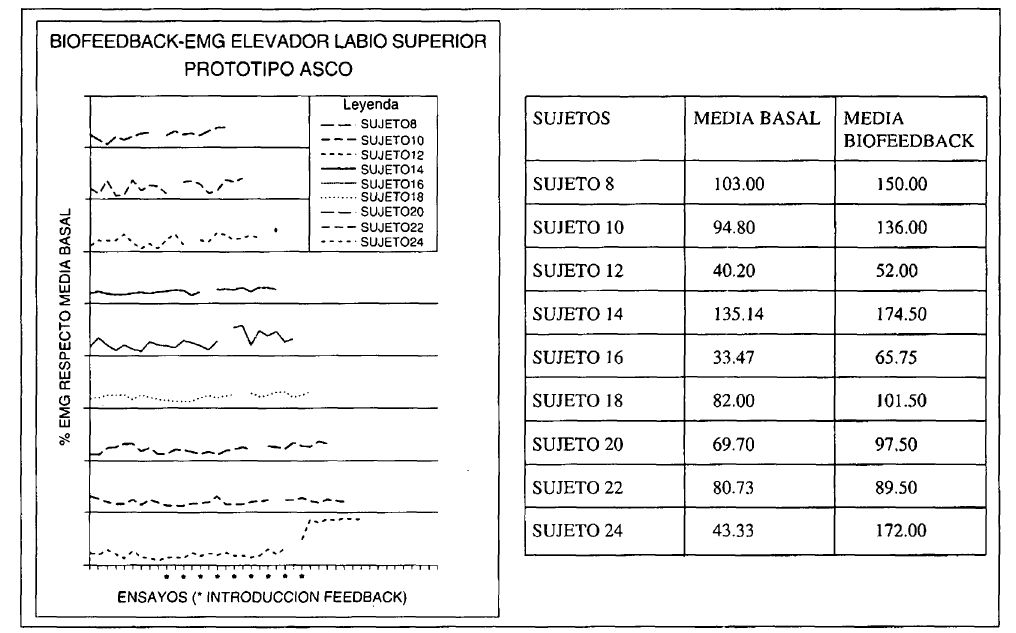 BIOFEEDBACK-EMG ELEVADOR LABIO SUPERIOR
PROTOTIPO ASCO
Leyenda
SUJETO8
SUJETO10
SUJETO12
SUJETO14
SUJETO16
SUJETO18
SUJETO20
SUJETO22
SUJETO24
% EMG RESPECTO MEDIA BASAL
* * * * * * * * *
ENSAYOS (* INTRODUCCION FEEDBACK)
SUJETOS MEDIA BASAL MEDIA
BIOFEEDBACK
SUJETO 8 103.00 150.00
SUJETO 10 94.80 136.00
SUJETO 12 40.20 52.00
SUJETO 14 135.14 174.50
SUJETO 16 33.47 65.75
SUJETO 18 82.00 101.50
SUJETO 20 69.70 97.50
SUJETO 22 80.73 89.50
SUJETO 24 43.33 172.00